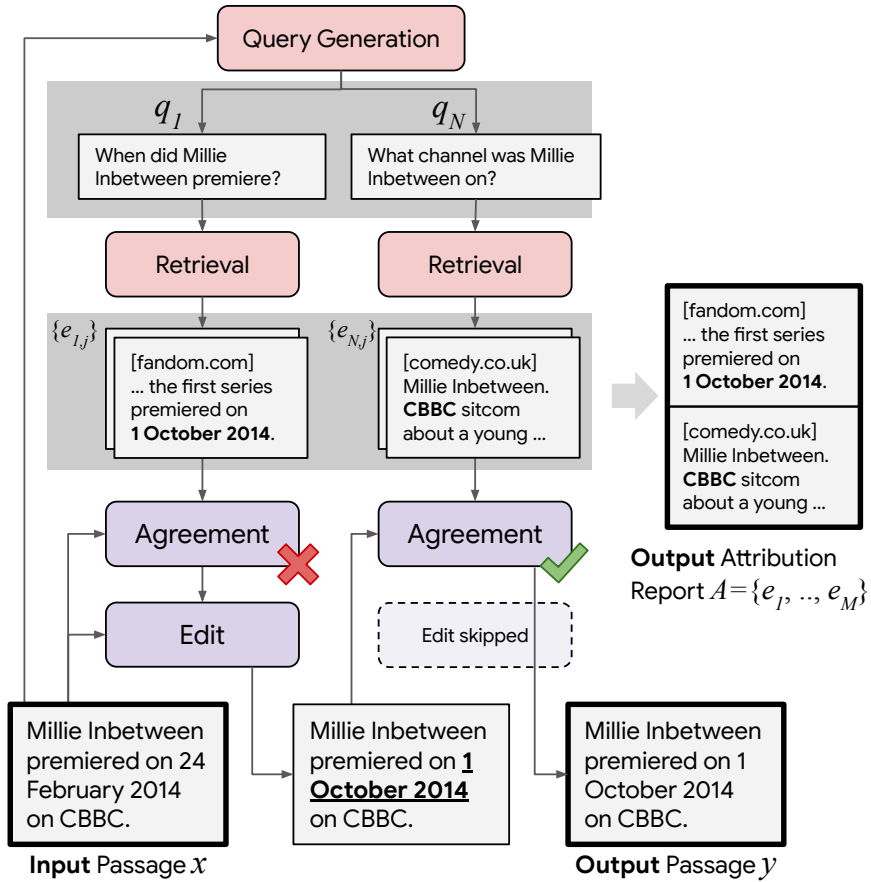 Query Generation
q1
qN
When did Millie
Inbetween premiere?
What channel was Millie
Inbetween on?
Retrieval
Retrieval
{e1,j}
{eN,j}
[fandom.com]
... the first series
premiered on
1 October 2014.
[comedy.co.uk]
Millie Inbetween.
CBBC sitcom
about a young ...
[fandom.com]
... the first series
premiered on
1 October 2014.
[comedy.co.uk]
Millie Inbetween.
CBBC sitcom
about a young ...
Output Attribution
Report A={e1, .., eM}
Agreement
Agreement
Edit
Edit skipped
Millie Inbetween
premiered on 24
February 2014
on CBBC.
Input Passage x
Millie Inbetween
premiered on 1
October 2014
on CBBC.
Millie Inbetween
premiered on 1
October 2014
on CBBC.
Output Passage y